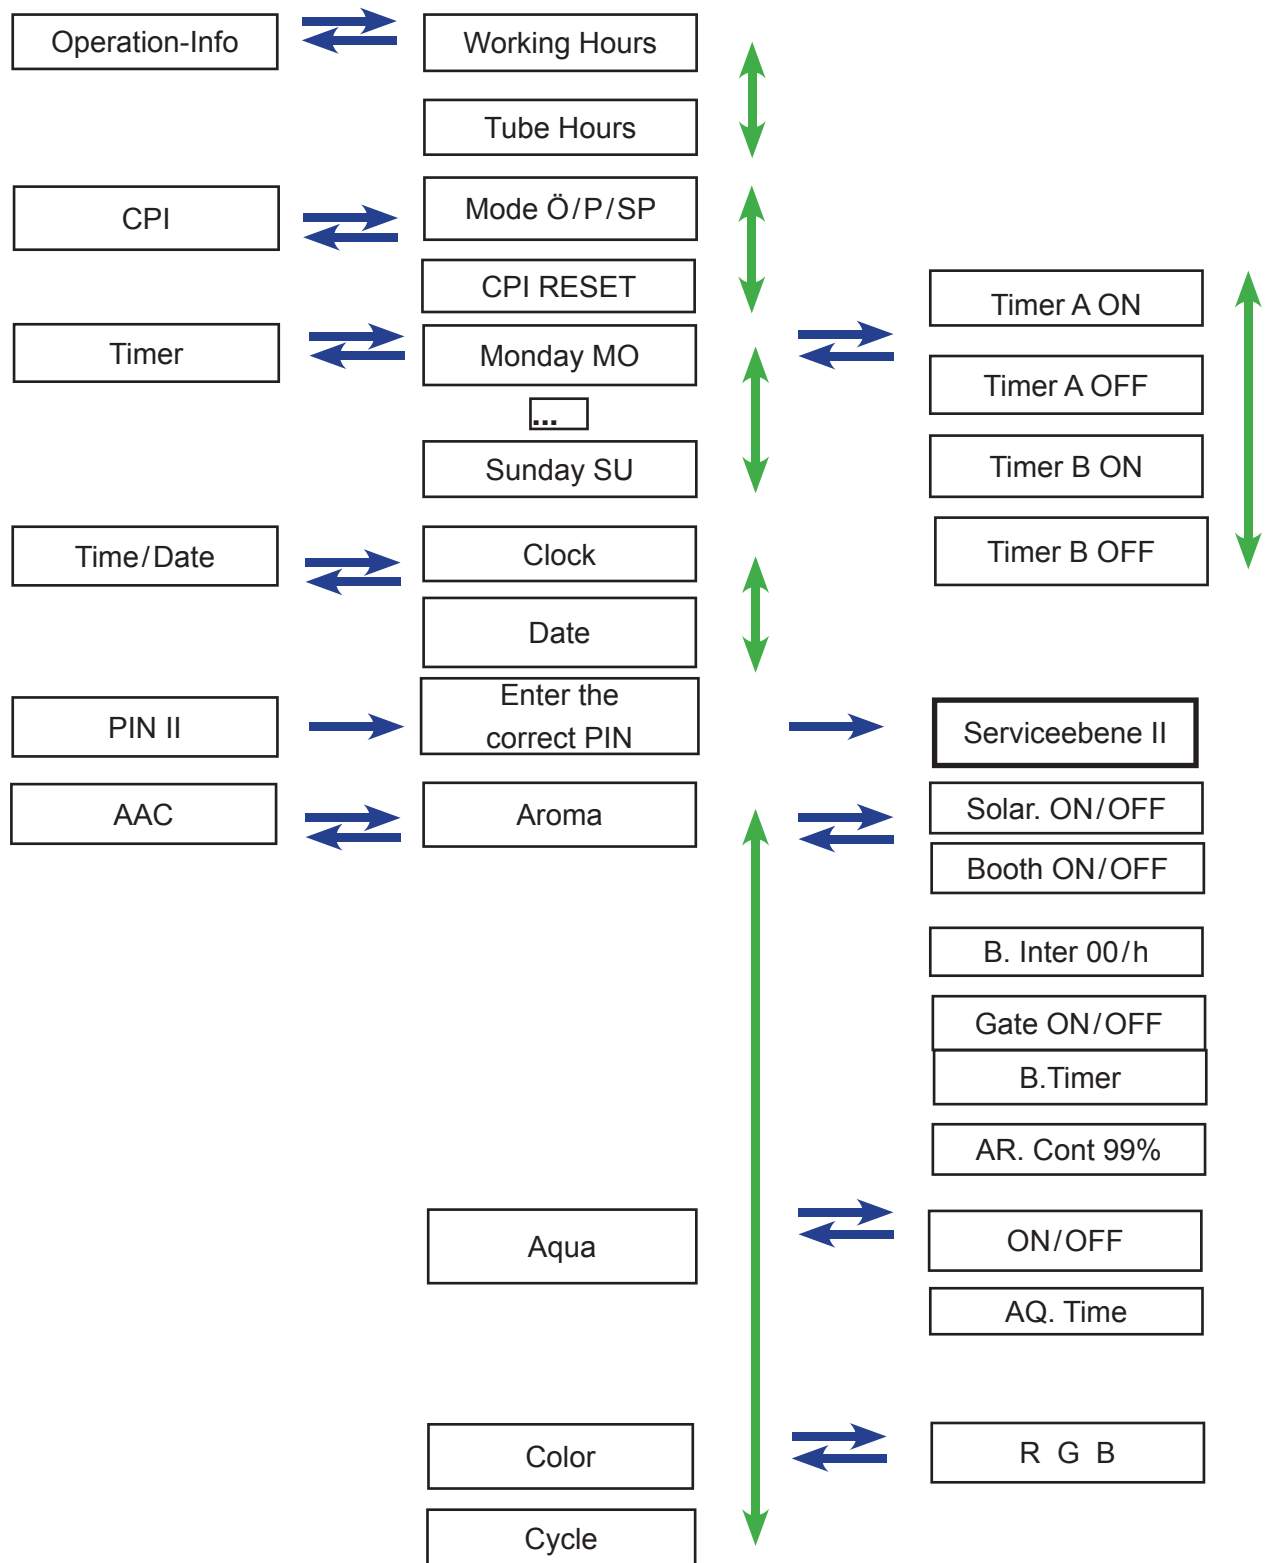 Operation-Info
Working Hours
Tube Hours
CPI
Mode Ö/P/SP
CPI RESET
Timer A ON
Timer
Monday MO
Timer A OFF
...
Sunday SU
Timer B ON
Time/Date
Clock
Timer B OFF
Date
PIN II
Enter the
correct PIN
Serviceebene II
AAC
Aroma
Solar. ON/OFF
Booth ON/OFF
B. Inter 00/h
Gate ON/OFF
B.Timer
AR. Cont 99%
Aqua
ON/OFF
AQ. Time
Color
R G B
Cycle